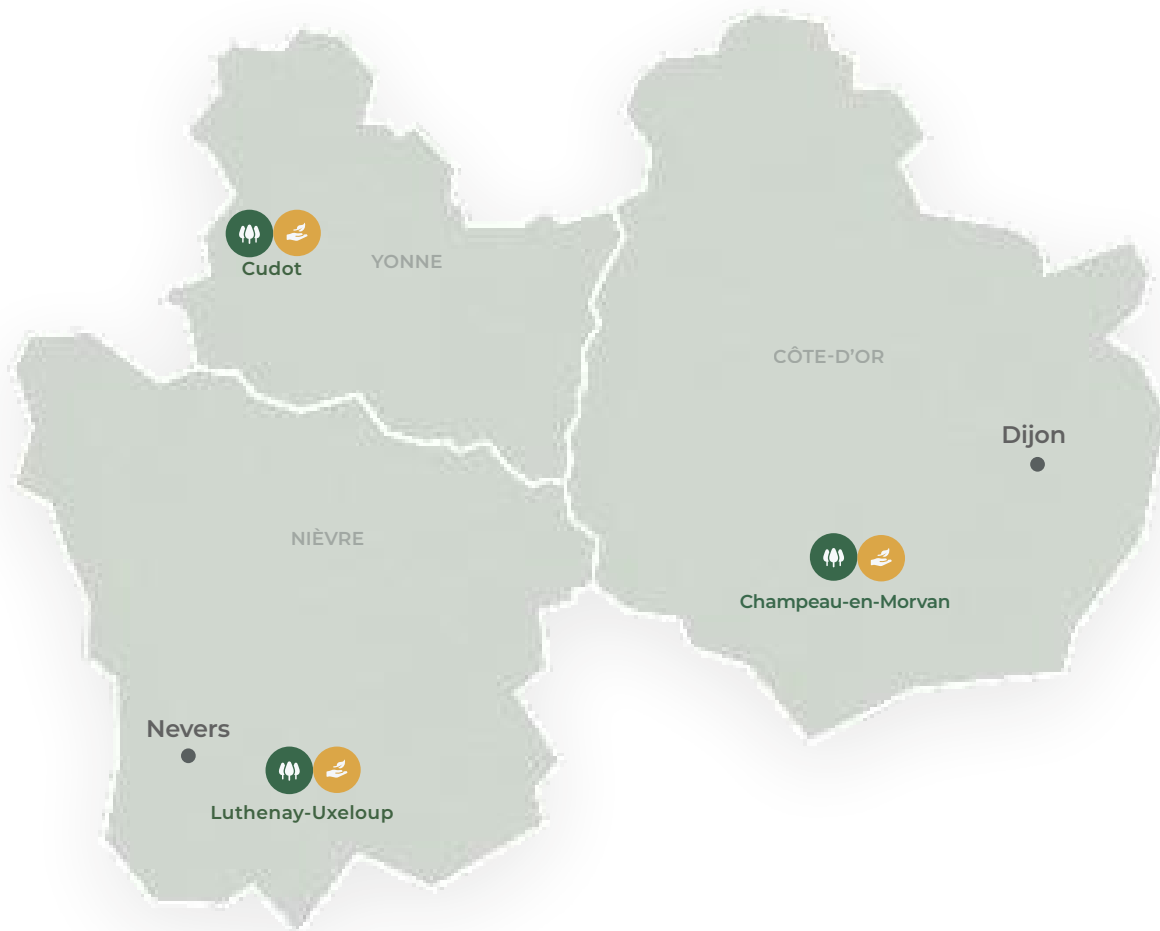 Cudot
YONNE
CÔTE-D'OR
Dijon
NIÈVRE
Champeau-en-Morvan
Nevers
Luthenay-Uxeloup